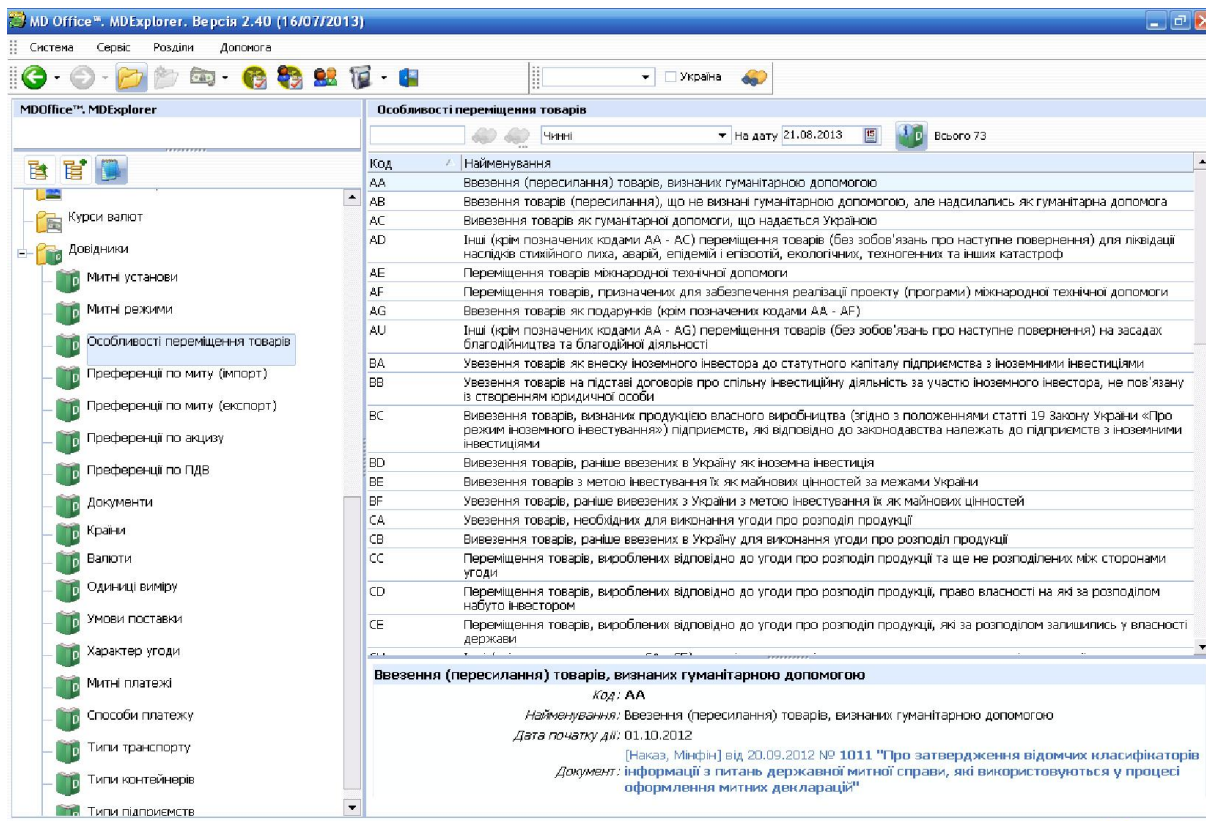 MD Office™. MDExplorer. Версія 2.40 (16/07/2013)
Система Сервіс Розділи Допомога
Україна
MDOffice™. MDExplorer
Курси валют
Довідники
Митні установи
Митні режими
Особливості переміщення товарів
Преференції по миту (імпорт)
Преференції по миту (експорт)
Преференції по акцизу
Преференції по ПДВ
Документи
Країни
Валюти
Одиниці виміру
Умови поставки
Характер угоди
Митні платежі
Способи платежу
Типи транспорту
Типи контейнерів
Типи підприємств
Особливості переміщення товарів
Чинні На дату 21.08.2013 Всього 73
Код Найменування
AA Ввезення (пересилання) товарів, визнаних гуманітарною допомогою
AB Ввезення товарів (пересилання), що не визнані гуманітарною допомогою, але надсилались як гуманітарна допомога
AC Вивезення товарів як гуманітарної допомоги, що надається Україною
AD Інші (крім позначених кодами AA - AC) переміщення товарів (без зобов'язань про наступне повернення) для ліквідації
наслідків стихійного лиха, аварій, епідемій і епізоотій, екологічних, техногенних та інших катастроф
AE Переміщення товарів міжнародної технічної допомоги
AF Переміщення товарів, призначених для забезпечення реалізації проекту (програми) міжнародної технічної допомоги
AG Ввезення товарів як подарунків (крім позначених кодами AA - AF)
AU Інші (крім позначених кодами AA - AG) переміщення товарів (без зобов'язань про наступне повернення) на засадах
благодійництва та благодійної діяльності
BA Увезення товарів як внеску іноземного інвестора до статутного капіталу підприємства з іноземними інвестиціями
BB Увезення товарів на підставі договорів про спільну інвестиційну діяльність за участю іноземного інвестора, не пов'язану
із створенням юридичної особи
BC Вивезення товарів, визнаних продукцією власного виробництва (згідно з положеннями статті 19 Закону України «Про
режим іноземного інвестування») підприємств, які відповідно до законодавства належать до підприємств з іноземними
інвестиціями
BD Вивезення товарів, раніше ввезених в Україну як іноземна інвестиція
BE Вивезення товарів з метою інвестування їх як майнових цінностей за межами України
BF Увезення товарів, раніше вивезених з України з метою інвестування їх як майнових цінностей
CA Увезення товарів, необхідних для виконання угоди про розподіл продукції
CB Вивезення товарів, раніше ввезених в Україну для виконання угоди про розподіл продукції
CC Переміщення товарів, вироблених відповідно до угоди про розподіл продукції та ще не розподілених між сторонами
угоди
CD Переміщення товарів, вироблених відповідно до угоди про розподіл продукції, право власності на які за розподілом
набуто інвестором
CE Переміщення товарів, вироблених відповідно до угоди про розподіл продукції, які за розподілом залишились у власності
держави
Ввезення (пересилання) товарів, визнаних гуманітарною допомогою
Код: AA
Найменування: Ввезення (пересилання) товарів, визнаних гуманітарною допомогою
Дата початку дії: 01.10.2012
[Наказ, Мінфін] від 20.09.2012 № 1011 "Про затвердження відомчих класифікаторів
Документ: інформації з питань державної митної справи, які використовуються у процесі
оформлення митних декларацій"